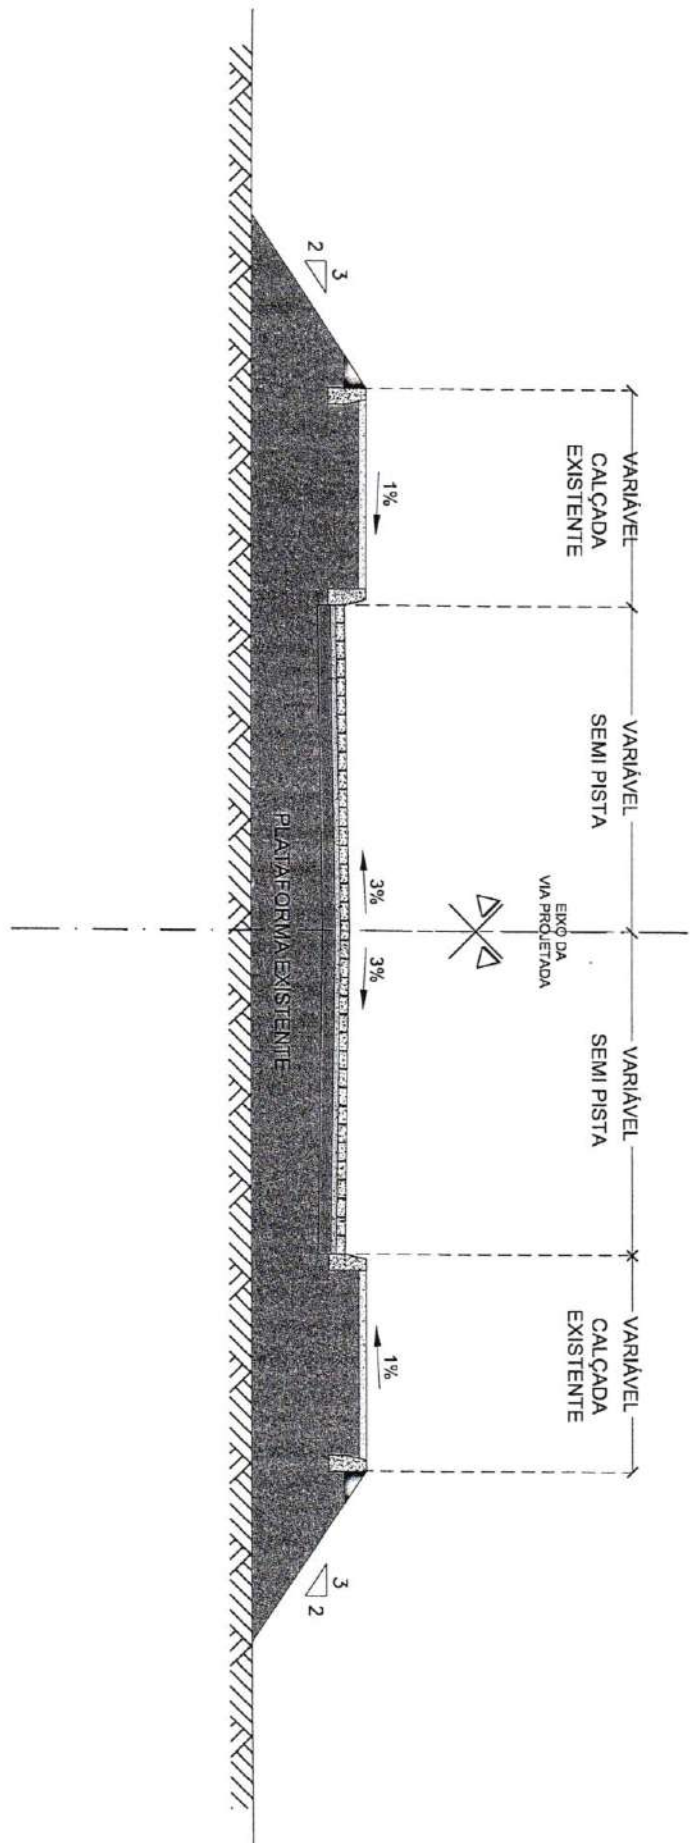 VARIÁVEL
CALÇADA
EXISTENTE
VARIÁVEL
SEMI PISTA
VARIÁVEL
SEMI PISTA
VARIÁVEL
CALÇADA
EXISTENTE
EIXO DA
VIA PROJETADA
1%
3%
3%
1%
3
2
3
2
PLATAFORMA EXISTENTE